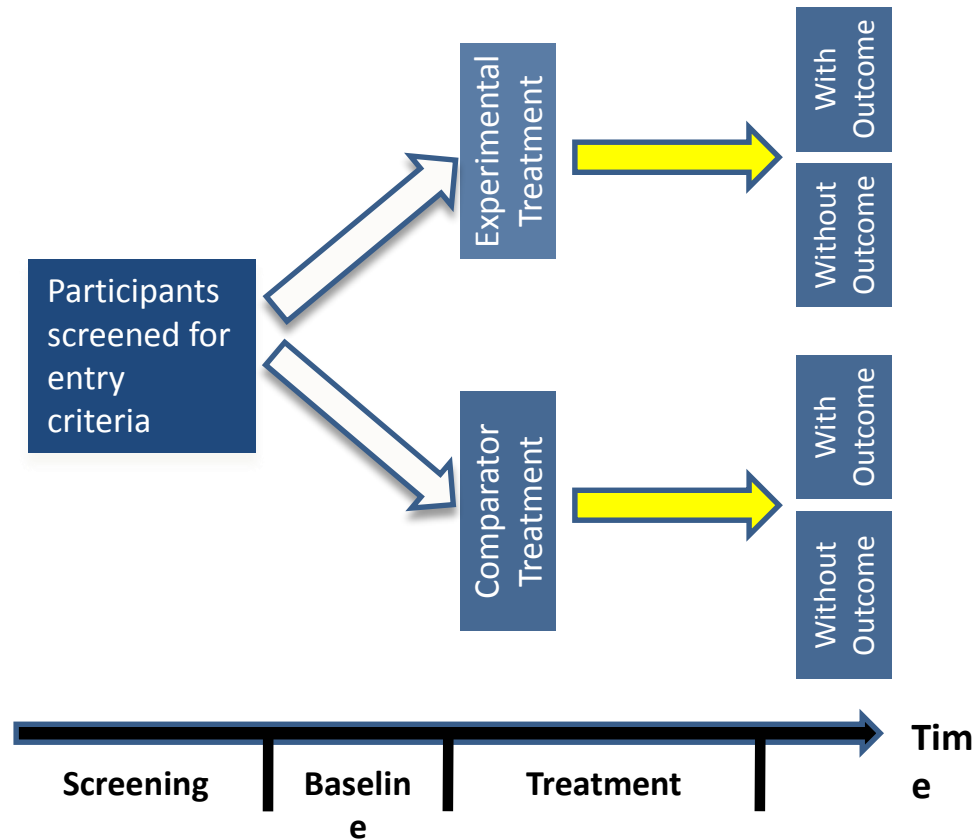 Participants
screened for
entry
criteria
Experimental
Treatment
With
Outcome
Without
Outcome
Comparator
Treatment
With
Outcome
Without
Outcome
Screening
Baselin
e
Treatment
Tim
e